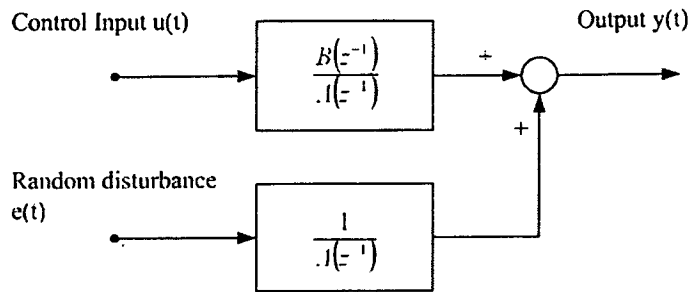 Control Input u(t)
Output y(t)
B(z⁻¹)
A(z⁻¹)
+
+
Random disturbance
e(t)
1
A(z⁻¹)